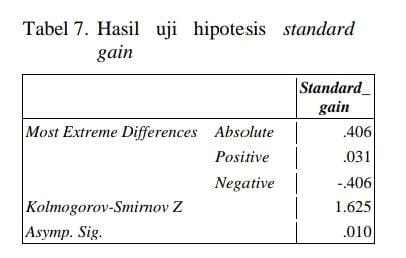 Tabel 7. Hasil uji hipotesis standard
gain
Standard_
gain
Most Extreme Differences Absolute .406
Positive .031
Negative -.406
Kolmogorov-Smirnov Z 1.625
Asymp. Sig. .010